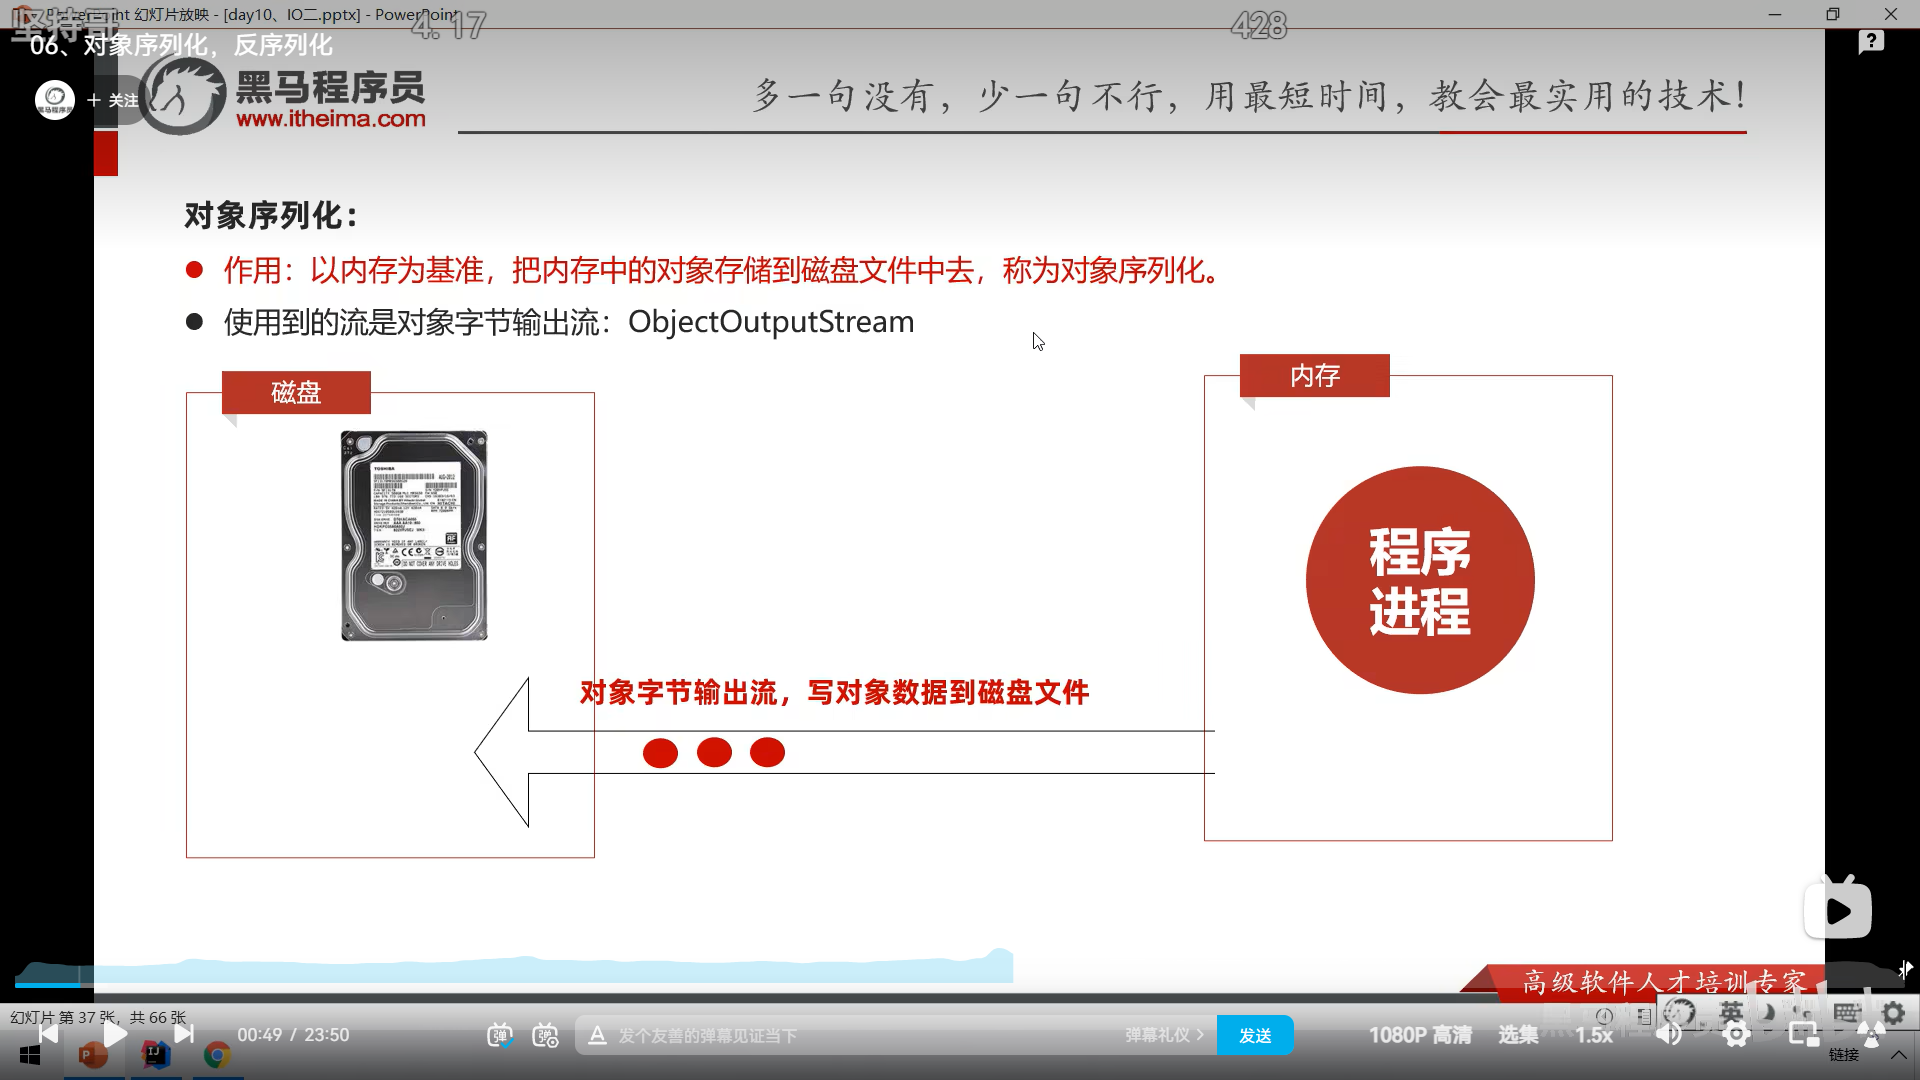 PowerPoint 幻灯片放映 - [day10、IO二.pptx] - PowerPoint
坚持哥
4. 17
428
06、对象序列化，反序列化
+ 关注
黑马程序员
www.itheima.com
多一句没有，少一句不行，用最短时间，教会最实用的技术！
对象序列化：
作用：以内存为基准，把内存中的对象存储到磁盘文件中去，称为对象序列化。
使用到的流是对象字节输出流：ObjectOutputStream
磁盘
内存
TOSHIBA
程序
进程
对象字节输出流，写对象数据到磁盘文件
高级软件人才培训专家
幻灯片 第 37 张，共 66 张
英
00:49 / 23:50
弹
弹
发个友善的弹幕见证当下
弹幕礼仪
发送
1080P 高清
选集
1.5x
链接